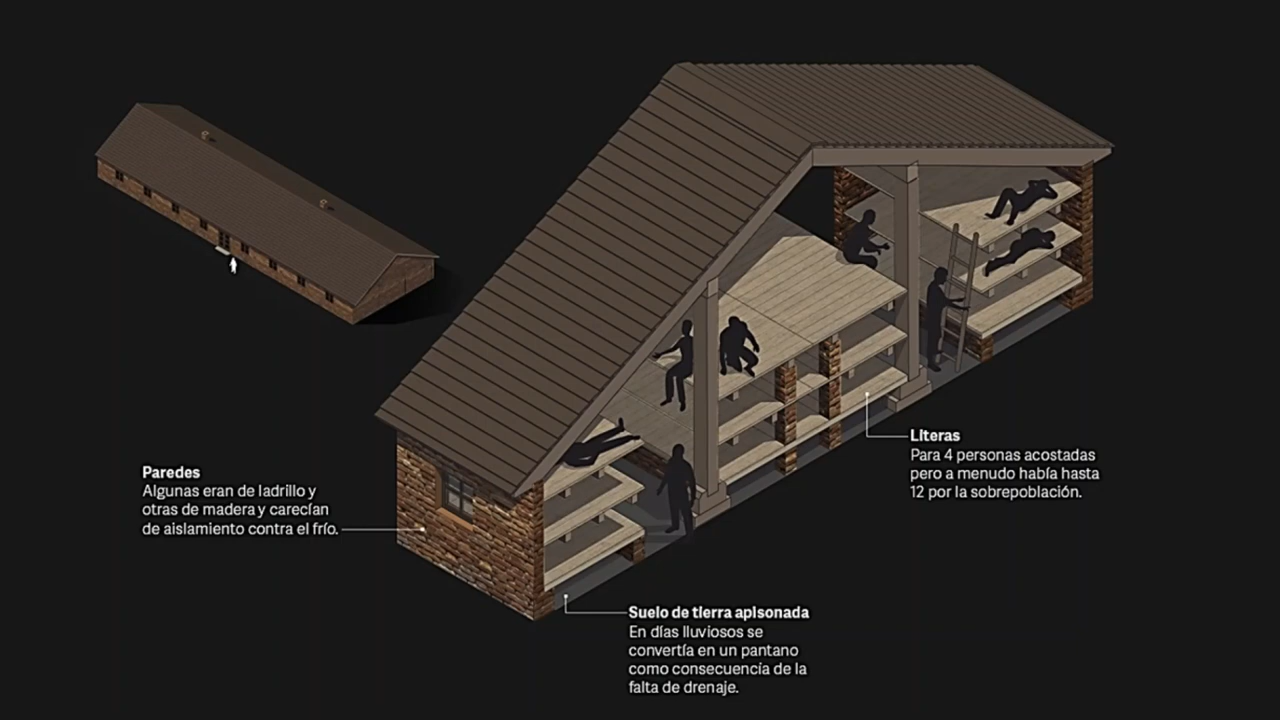 Literas
Para 4 personas acostadas
pero a menudo había hasta
12 por la sobrepoblación.
Paredes
Algunas eran de ladrillo y
otras de madera y carecían
de aislamiento contra el frío.
Suelo de tierra apisonada
En días lluviosos se
convertía en un pantano
como consecuencia de la
falta de drenaje.